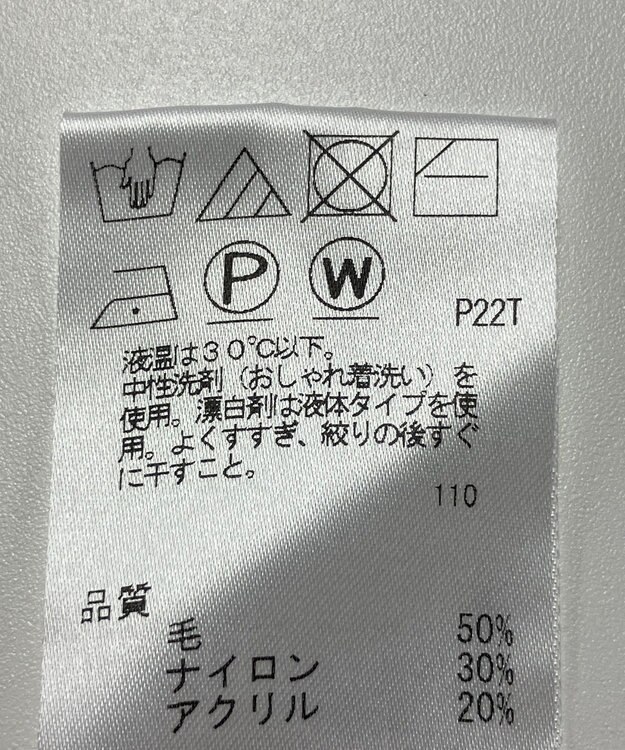 P W
P22T
液温は30℃以下。
中性洗剤(おしゃれ着洗い)を
使用。漂白剤は液体タイプを使
用。よくすすぎ、絞りの後すぐ
に干すこと。
110
品質
毛 50%
ナイロン 30%
アクリル 20%